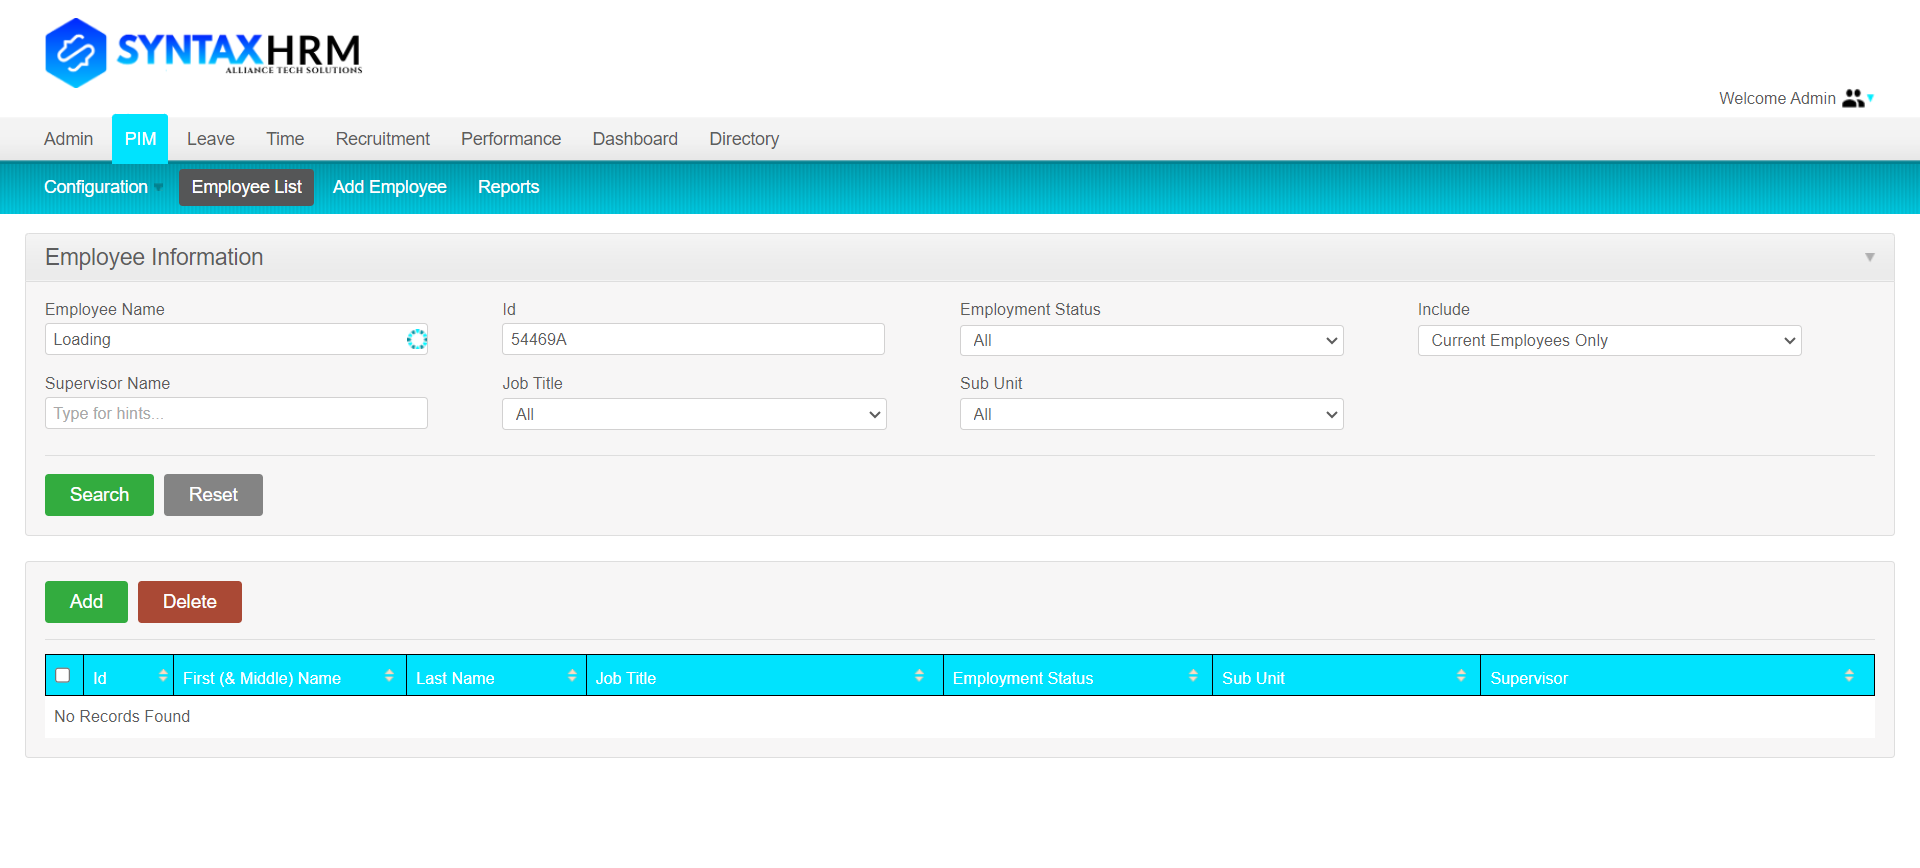 SYNTAXHRM
ALLIANCE TECH SOLUTIONS
Welcome Admin
Admin PIM Leave Time Recruitment Performance Dashboard Directory
Configuration Employee List Add Employee Reports
Employee Information
Employee Name Id Employment Status Include
Loading 54469A All Current Employees Only
Supervisor Name Job Title Sub Unit
Type for hints... All All
Search Reset
Add Delete
Id First (& Middle) Name Last Name Job Title Employment Status Sub Unit Supervisor
No Records Found